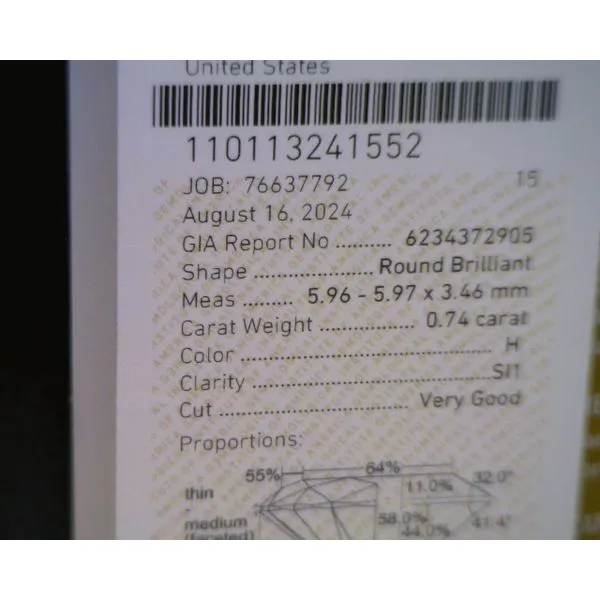 United States
110113241552
JOB: 76637792 15
August 16, 2024
GIA Report No .......... 6234372905
Shape .................... Round Brilliant
Meas ......... 5.96 - 5.97 x 3.46 mm
Carat Weight ................ 0.74 carat
Color .......................................... H
Clarity ........................................SI1
Cut ................................ Very Good
Proportions:
55% 64% 32.0°
thin 11.0%
-
medium 58.0% 41.4°
(faceted) 44.0%